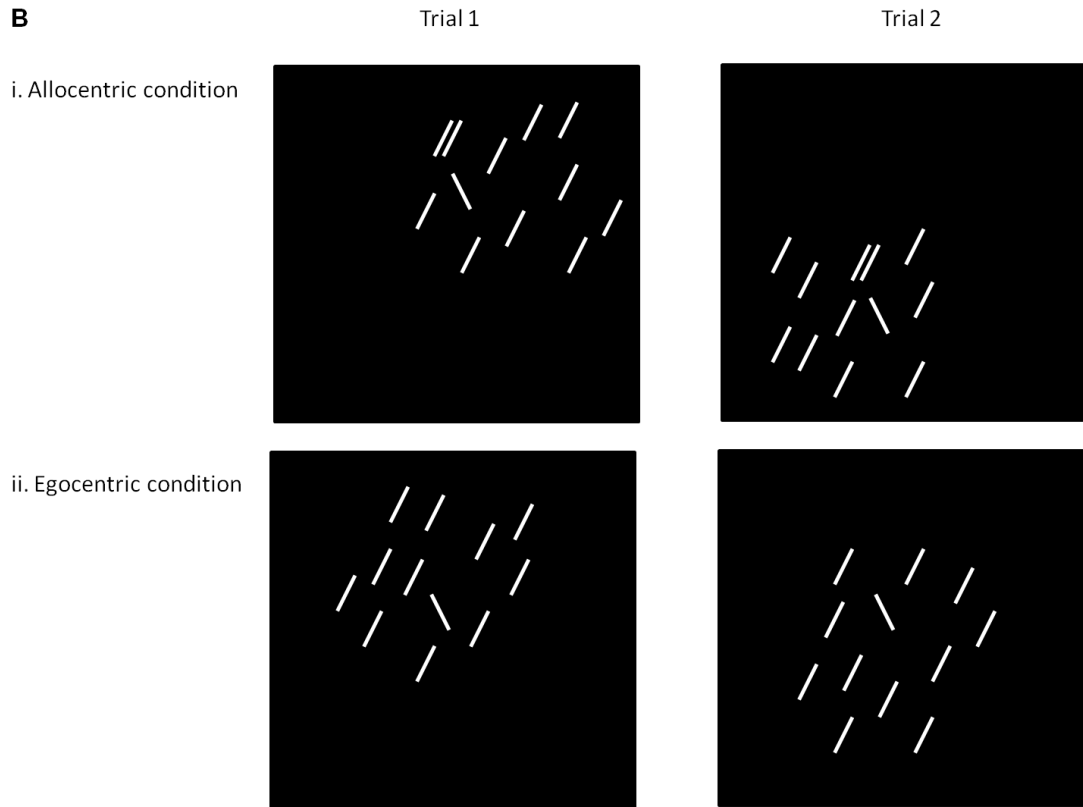 B
Trial 1
Trial 2
i. Allocentric condition
ii. Egocentric condition